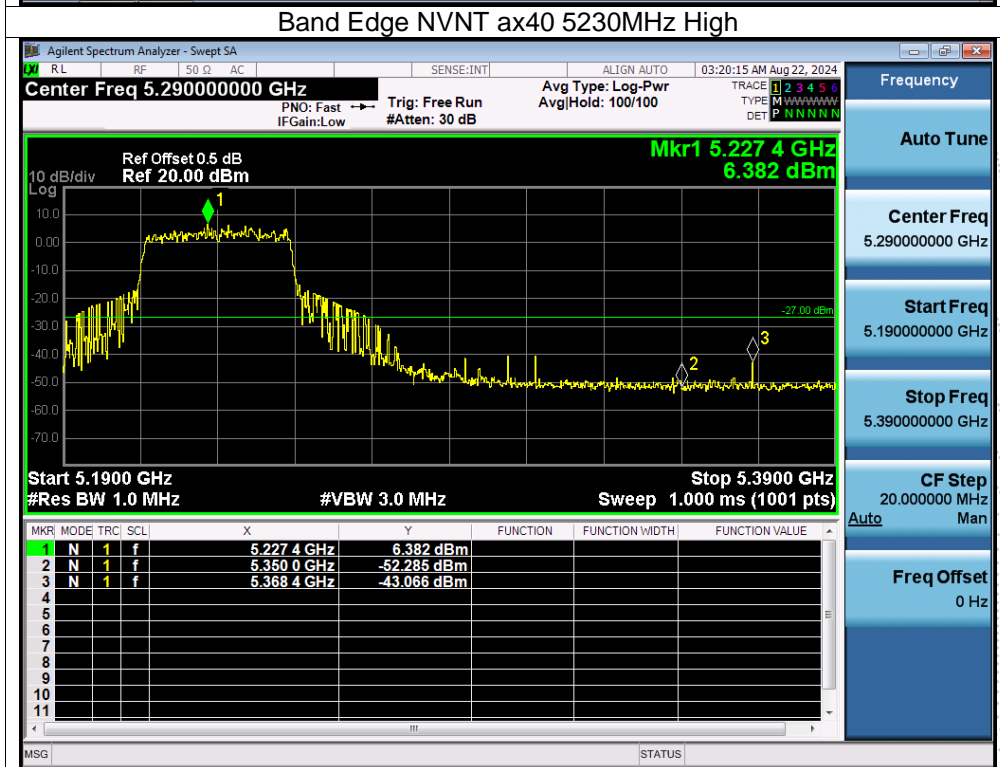 Band Edge NVNT ax40 5230MHz High
Agilent Spectrum Analyzer - Swept SA
LXI RL RF 50 Ω AC SENSE:INT ALIGN AUTO 03:20:15 AM Aug 22, 2024
Center Freq 5.290000000 GHz
PNO: Fast
IFGain:Low
Trig: Free Run
#Atten: 30 dB
Avg Type: Log-Pwr
Avg|Hold: 100/100
TRACE 1 2 3 4 5 6
TYPE M WWWWW
DET P N N N N N
Frequency
Auto Tune
Center Freq
5.290000000 GHz
Start Freq
5.190000000 GHz
Stop Freq
5.390000000 GHz
CF Step
20.000000 MHz
Auto Man
Freq Offset
0 Hz
Mkr1 5.227 4 GHz
6.382 dBm
Ref Offset 0.5 dB
10 dB/div Ref 20.00 dBm
Log
10.0
0.00
-10.0
-20.0
-30.0
-40.0
-50.0
-60.0
-70.0
1
-27.00 dBm
3
2
Start 5.1900 GHz Stop 5.3900 GHz
#Res BW 1.0 MHz #VBW 3.0 MHz Sweep 1.000 ms (1001 pts)
MKR MODE TRC SCL X Y FUNCTION FUNCTION WIDTH FUNCTION VALUE
1 N 1 f 5.227 4 GHz 6.382 dBm
2 N 1 f 5.350 0 GHz -52.285 dBm
3 N 1 f 5.368 4 GHz -43.066 dBm
4
5
6
7
8
9
10
11
MSG STATUS